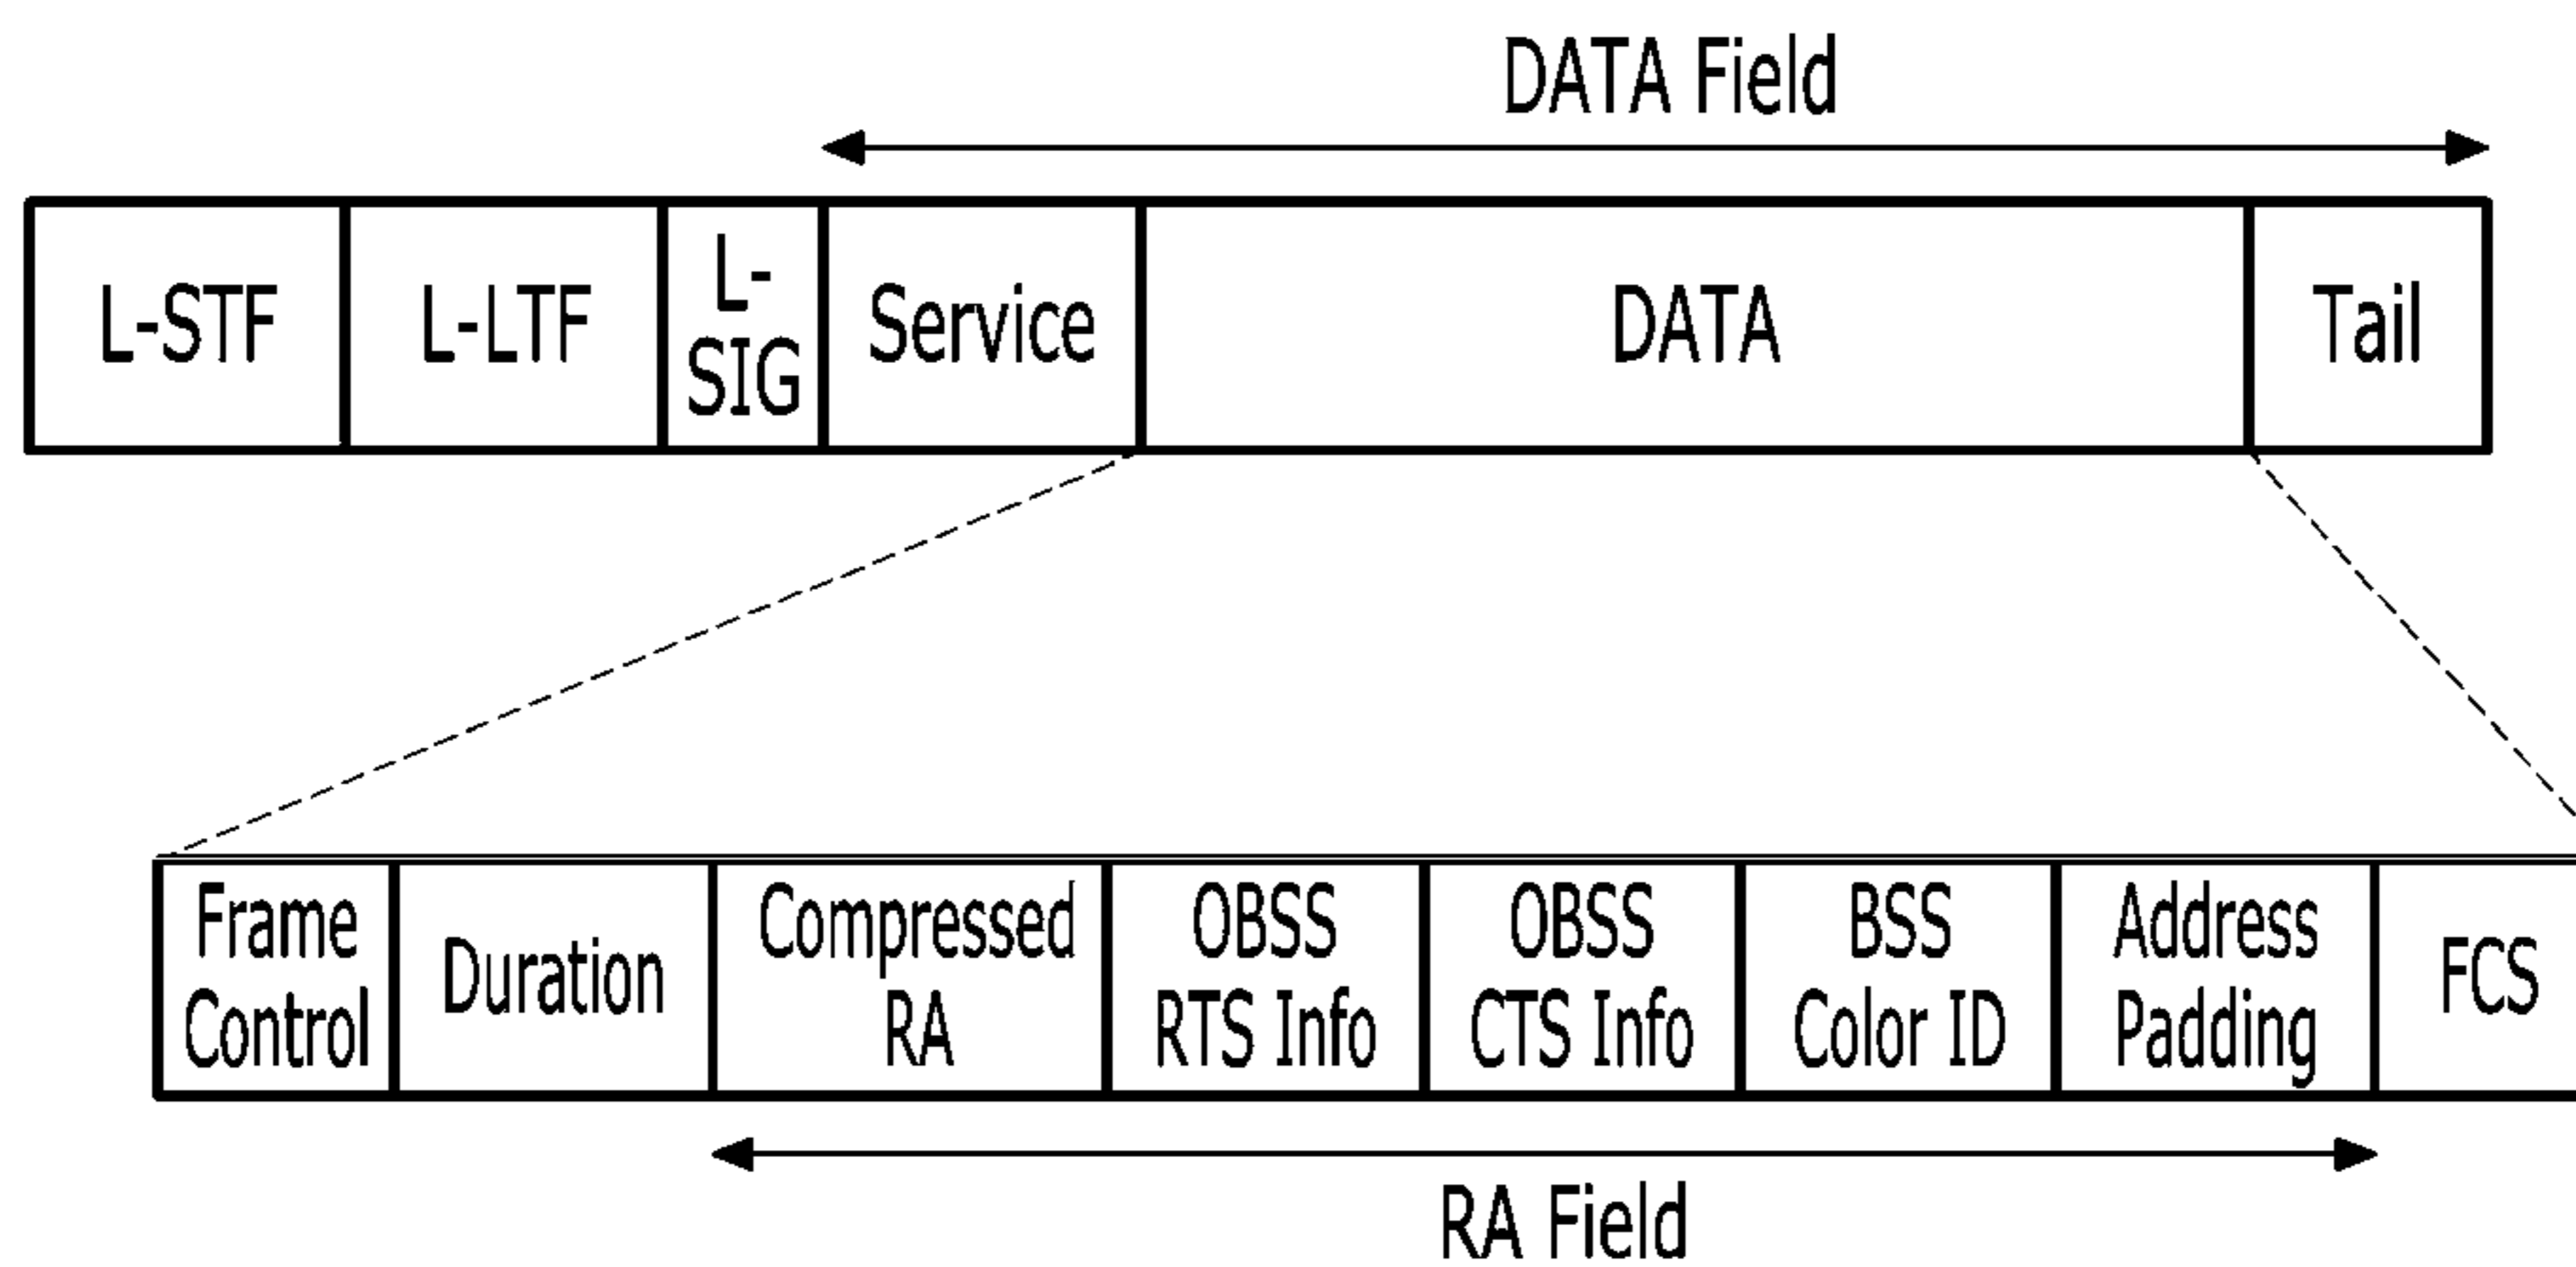 DATA Field
L-STF
L-LTF
L-
SIG
Service
DATA
Tail
Frame
Control
Duration
Compressed
RA
OBSS
RTS Info
OBSS
CTS Info
BSS
Color ID
Address
Padding
FCS
RA Field